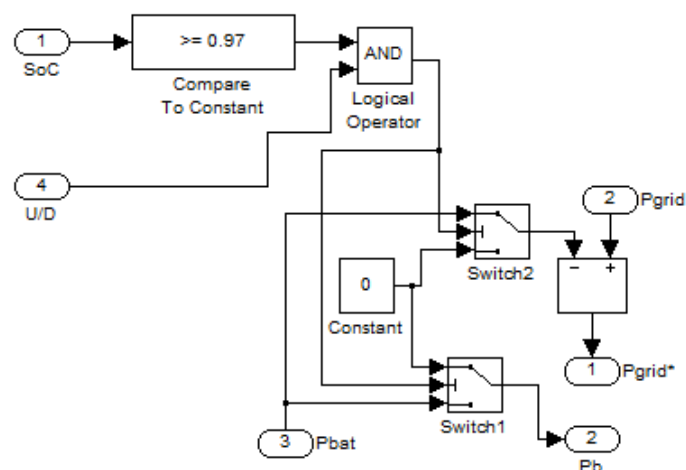 1
SoC
>= 0.97
Compare
To Constant
AND
Logical
Operator
4
U/D
2
Pgrid
Switch2
− +
0
Constant
1
Pgrid*
Switch1
3
Pbat
2
Pb